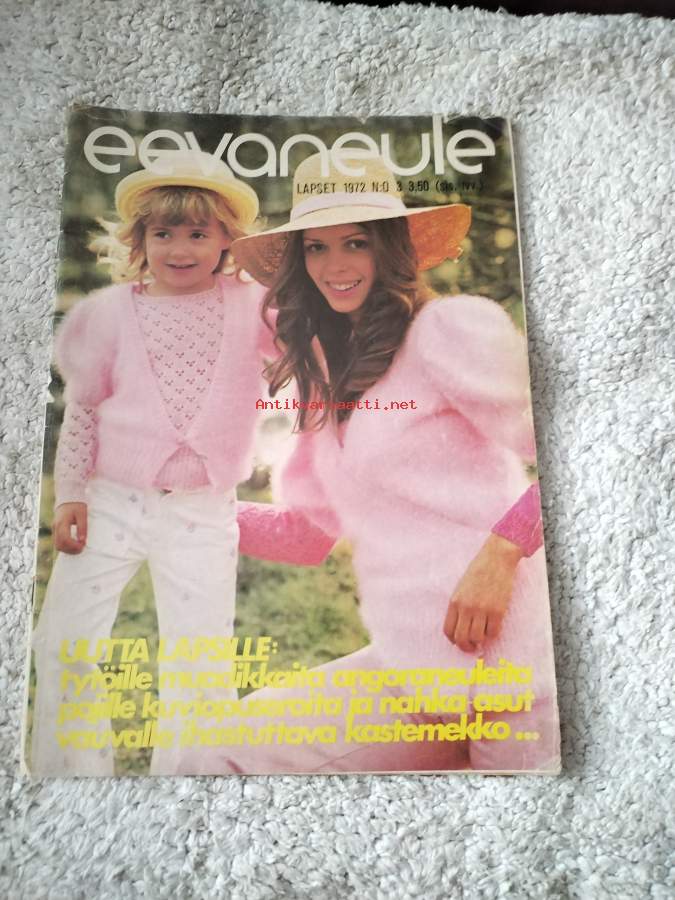 eevaneule
LAPSET 1972 N:O 3 3,50 (sis. lvv.)
Antikvariaatti.net
UUTTA LAPSILLE:
tytöille muodikkaita angoraneuleita
pojille kuviopuseroita ja nahka-asut
vauvalle ihastuttava kastemekko...